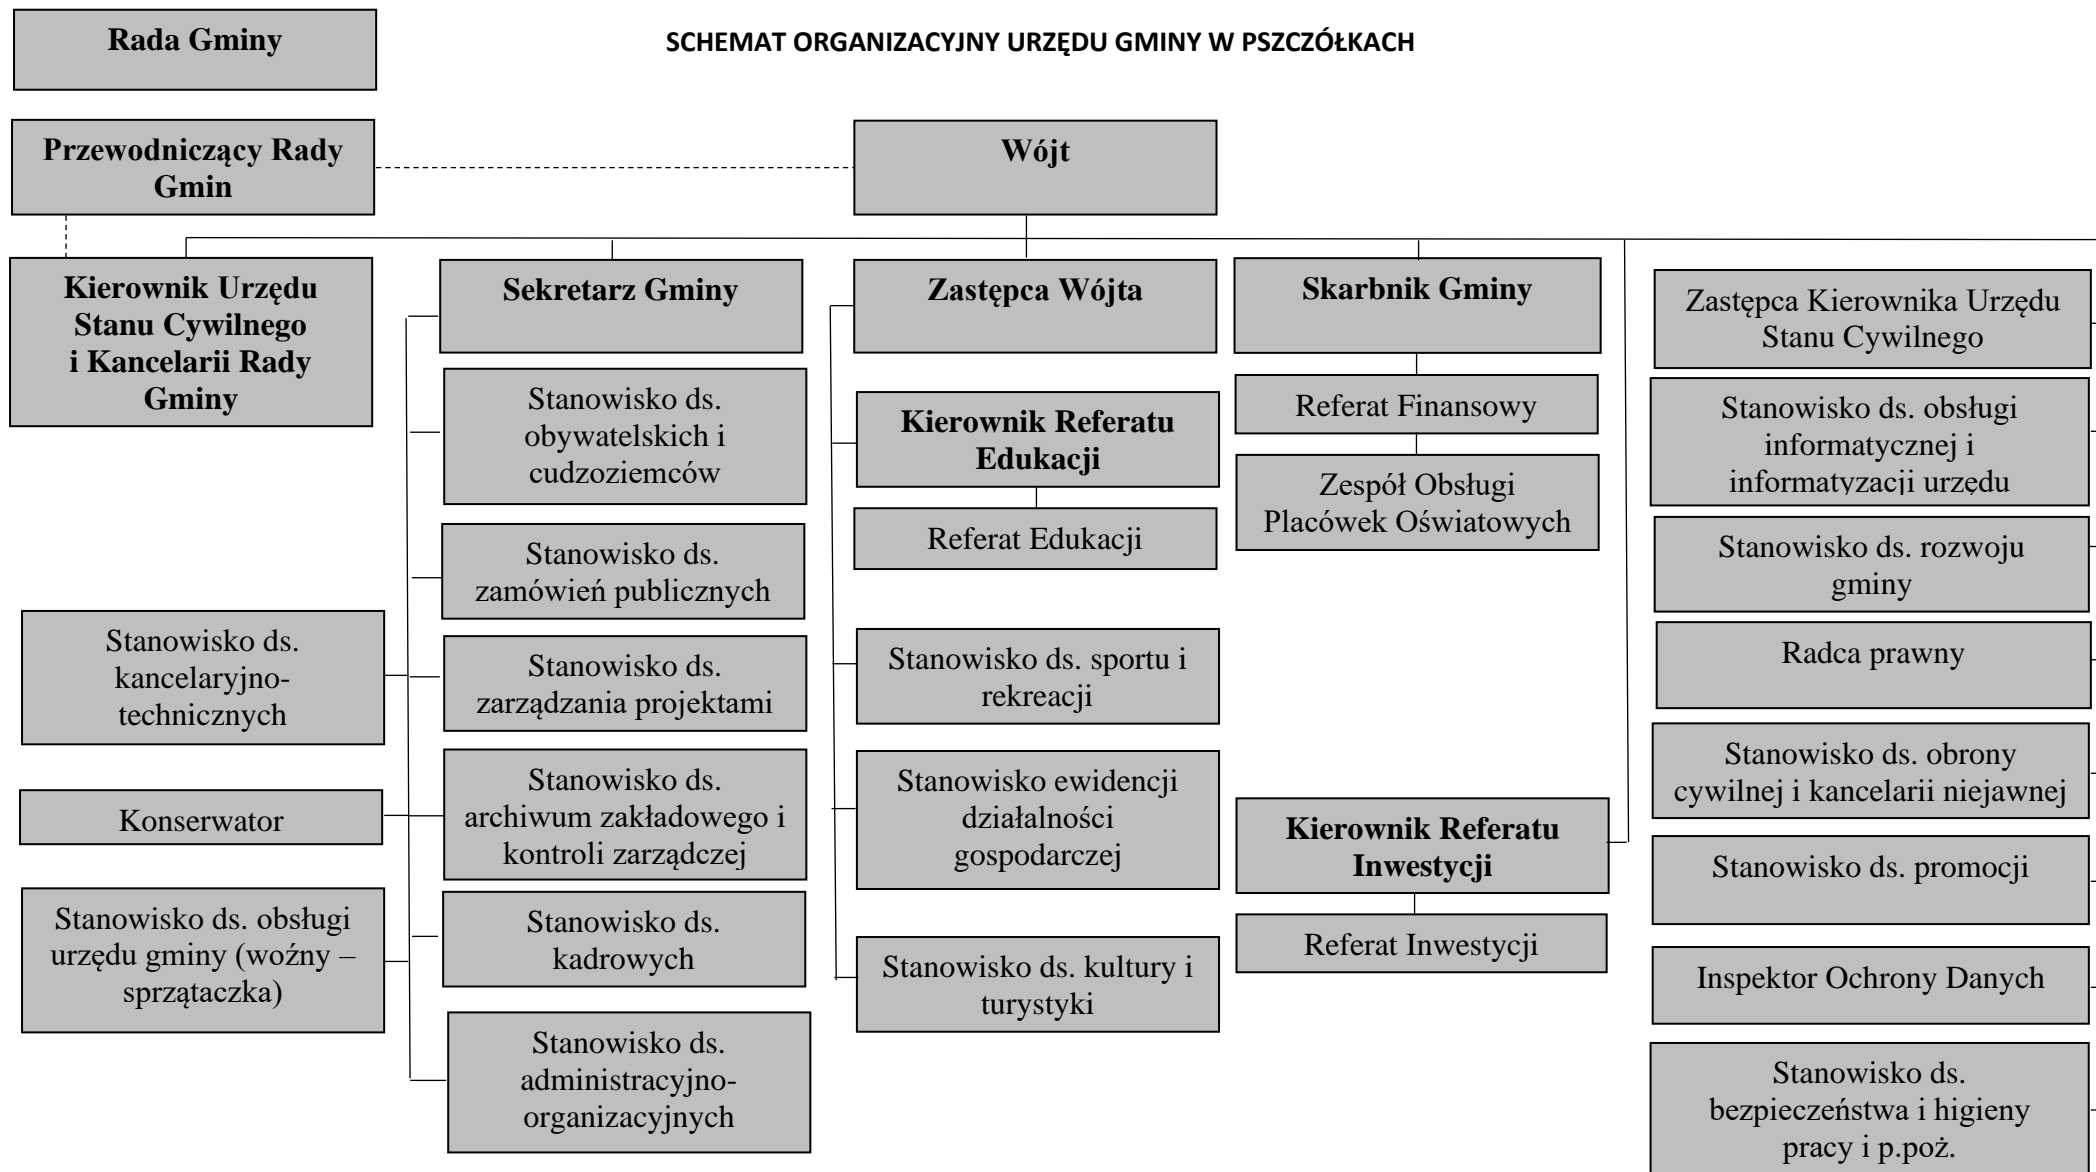 Rada Gminy
SCHEMAT ORGANIZACYJNY URZĘDU GMINY W PSZCZÓŁKACH
Przewodniczący Rady
Gmin
Wójt
Kierownik Urzędu
Stanu Cywilnego
i Kancelarii Rady
Gminy
Sekretarz Gminy
Zastępca Wójta
Skarbnik Gminy
Zastępca Kierownika Urzędu
Stanu Cywilnego
Stanowisko ds.
obywatelskich i
cudzoziemców
Kierownik Referatu
Edukacji
Referat Finansowy
Stanowisko ds. obsługi
informatycznej i
informatyzacji urzędu
Zespół Obsługi
Placówek Oświatowych
Referat Edukacji
Stanowisko ds.
zamówień publicznych
Stanowisko ds. rozwoju
gminy
Stanowisko ds.
kancelaryjno-
technicznych
Stanowisko ds.
zarządzania projektami
Stanowisko ds. sportu i
rekreacji
Radca prawny
Konserwator
Stanowisko ds.
archiwum zakładowego i
kontroli zarządczej
Stanowisko ewidencji
działalności
gospodarczej
Kierownik Referatu
Inwestycji
Stanowisko ds. obrony
cywilnej i kancelarii niejawnej
Stanowisko ds. promocji
Stanowisko ds. obsługi
urzędu gminy (woźny –
sprzątaczka)
Stanowisko ds.
kadrowych
Stanowisko ds. kultury i
turystyki
Referat Inwestycji
Inspektor Ochrony Danych
Stanowisko ds.
administracyjno-
organizacyjnych
Stanowisko ds.
bezpieczeństwa i higieny
pracy i p.poż.